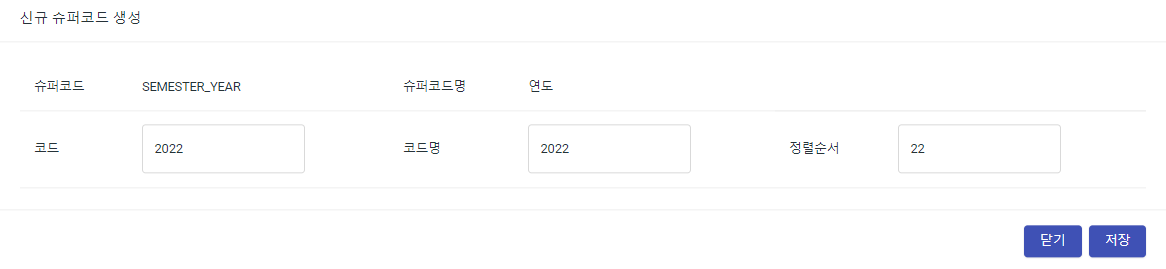 신규 슈퍼코드 생성
슈퍼코드 SEMESTER_YEAR 슈퍼코드명 연도
코드 2022 코드명 2022 정렬순서 22
닫기 저장